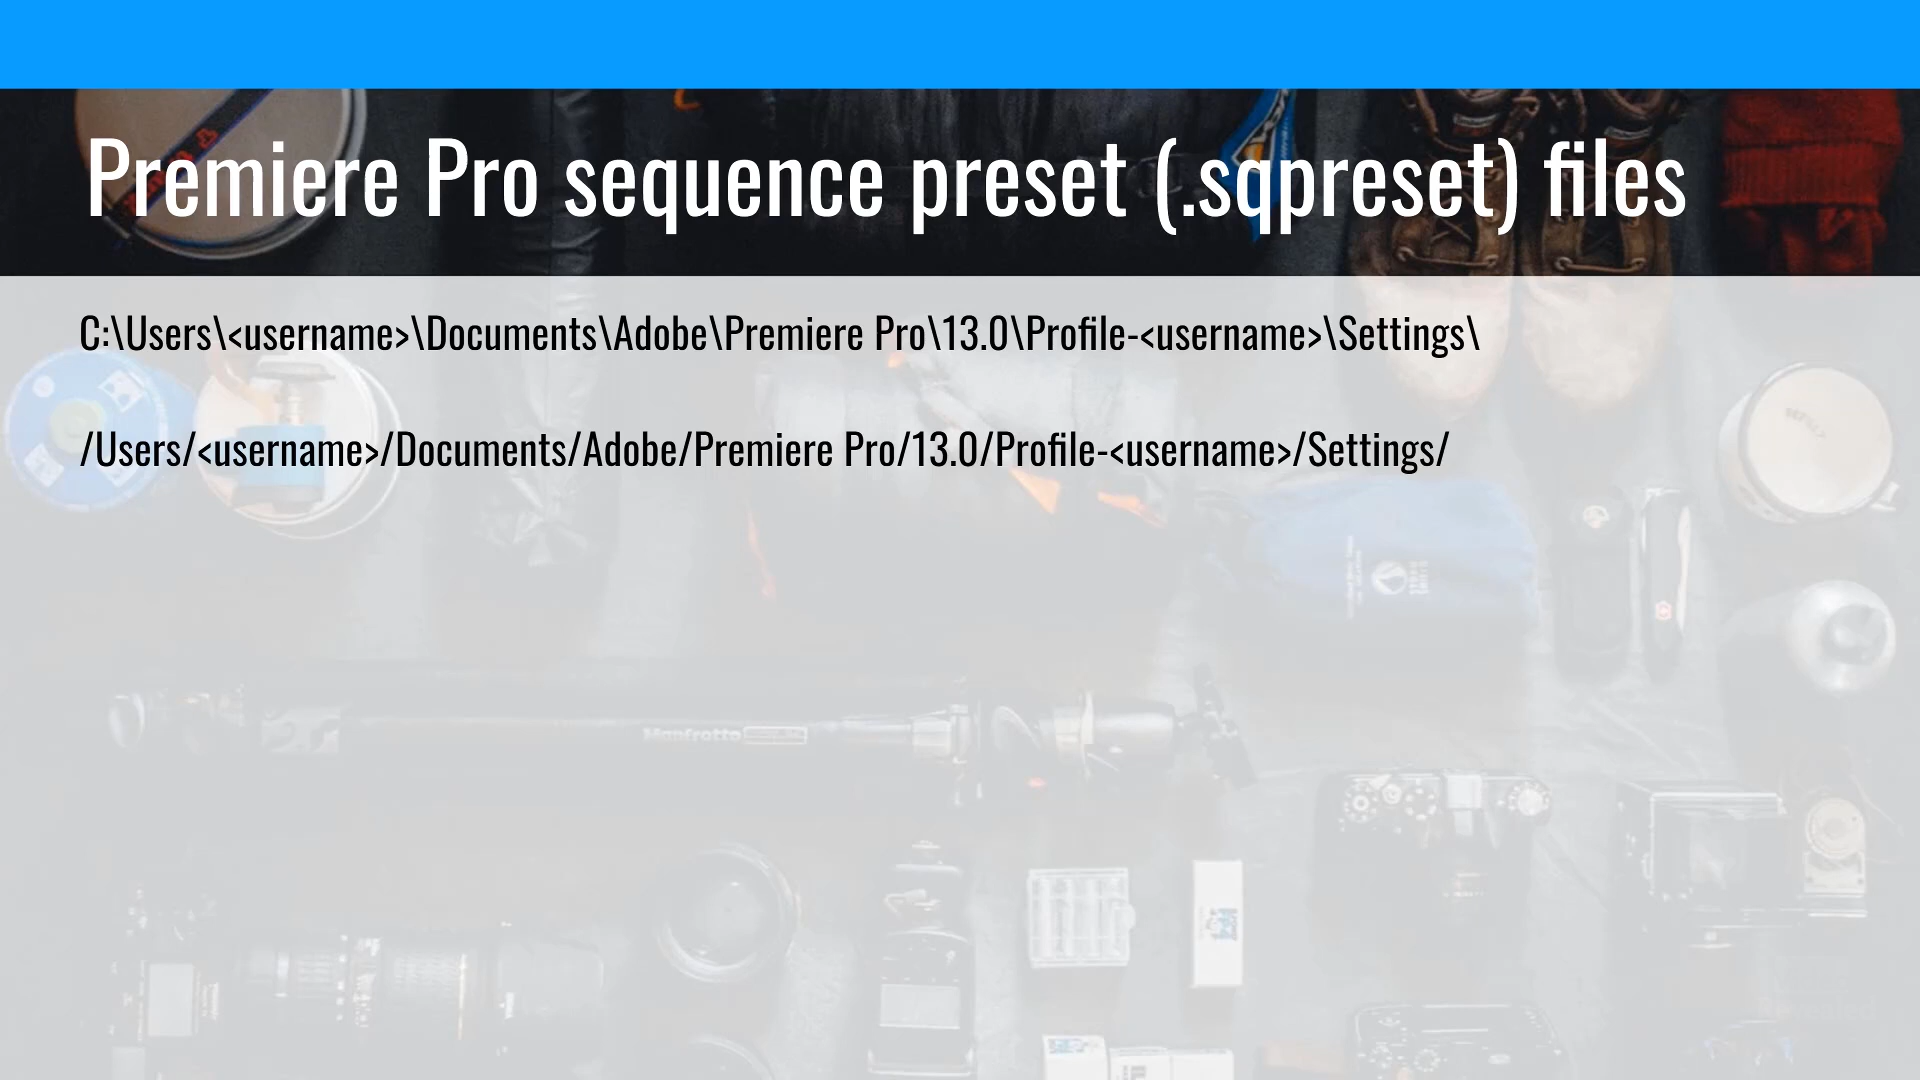 Premiere Pro sequence preset (.sqpreset) files
C:\Users\<username>\Documents\Adobe\Premiere Pro\13.0\Profile-<username>\Settings\
/Users/<username>/Documents/Adobe/Premiere Pro/13.0/Profile-<username>/Settings/
Manfrotto